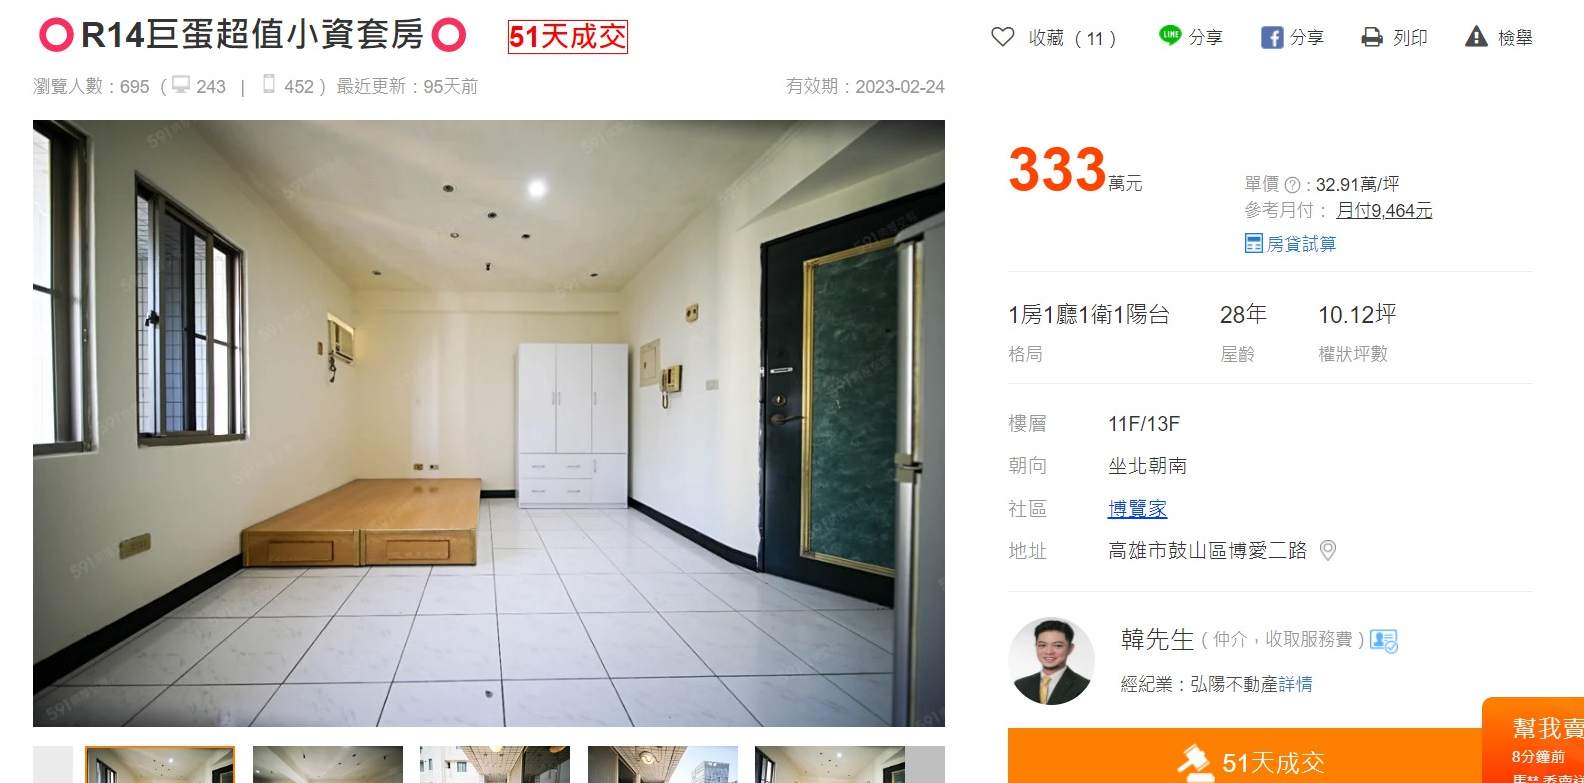 ⭕R14巨蛋超值小資套房⭕ 51天成交
收藏 ( 11 ) LINE 分享 f 分享 列印 檢舉
瀏覽人數：695 ( 243 | 452 ) 最近更新：95天前 有效期：2023-02-24
333萬元
單價 ? : 32.91萬/坪
參考月付： 月付9,464元
房貸試算
1房1廳1衛1陽台 28年 10.12坪
格局 屋齡 權狀坪數
樓層 11F/13F
朝向 坐北朝南
社區 博覽家
地址 高雄市鼓山區博愛二路
韓先生 ( 仲介，收取服務費 )
經紀業：弘陽不動產詳情
51天成交
幫我賣
8分鐘前